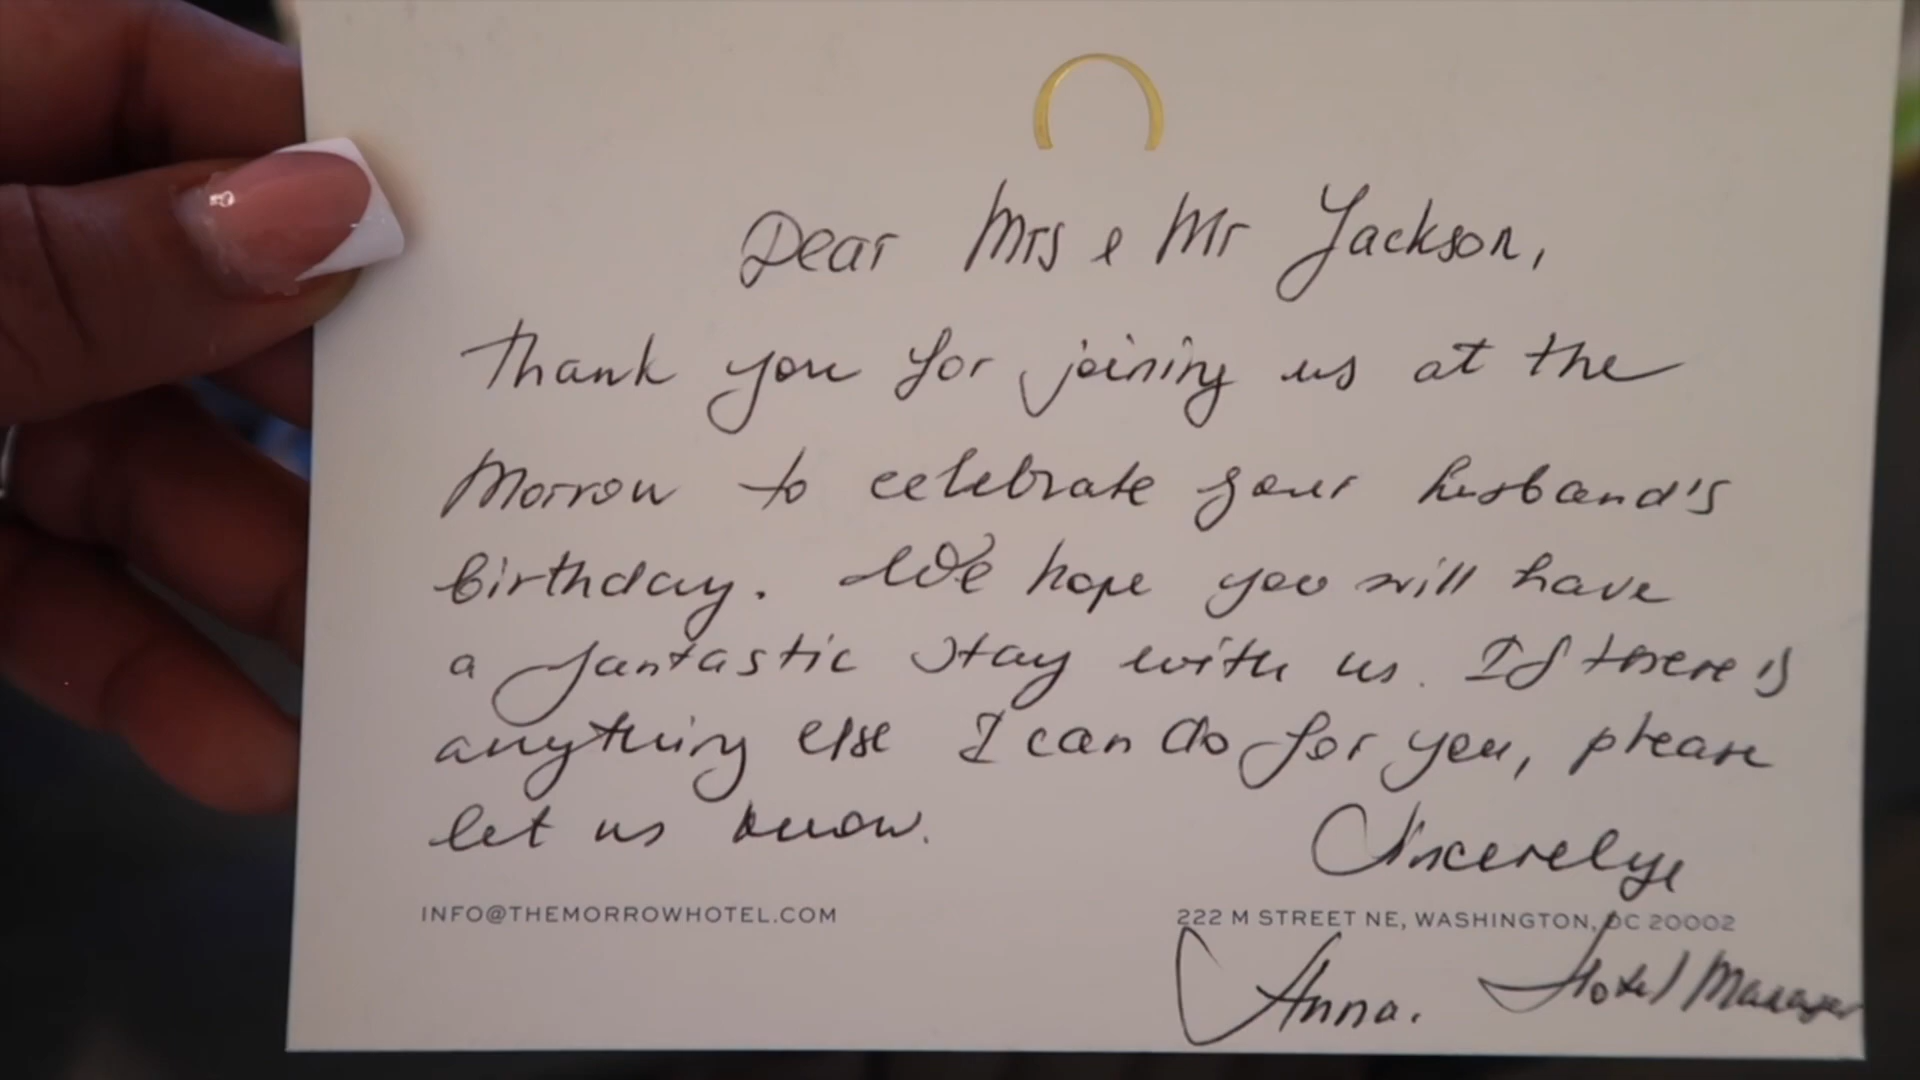 Dear Mrs & Mr Jackson,
Thank you for joining us at the
Morrow to celebrate your husband's
birthday. We hope you will have
a fantastic stay with us. If there is
anything else I can do for you, please
let us know.
Sincerely,
INFO@THEMORROWHOTEL.COM
222 M STREET NE, WASHINGTON, DC 20002
Anna. Hotel Manager